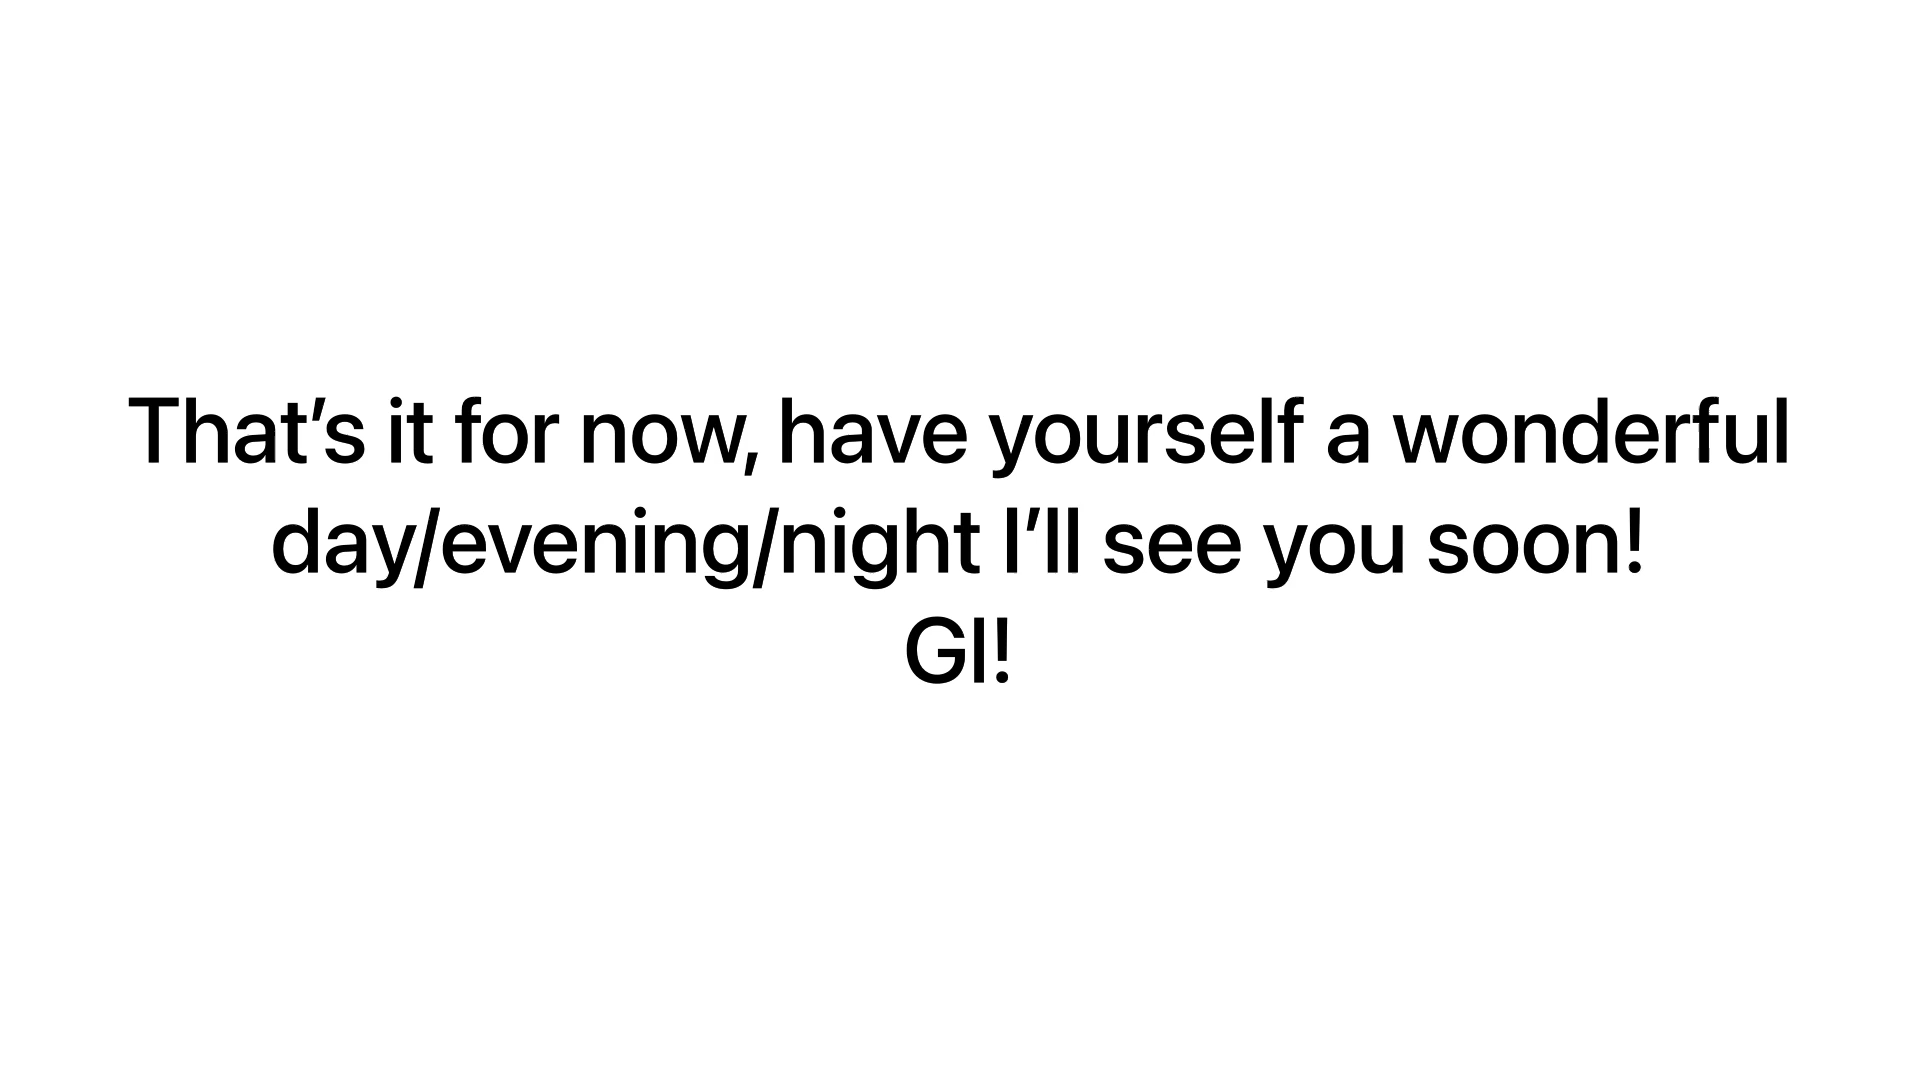 That’s it for now, have yourself a wonderful
day/evening/night I’ll see you soon!
GI!